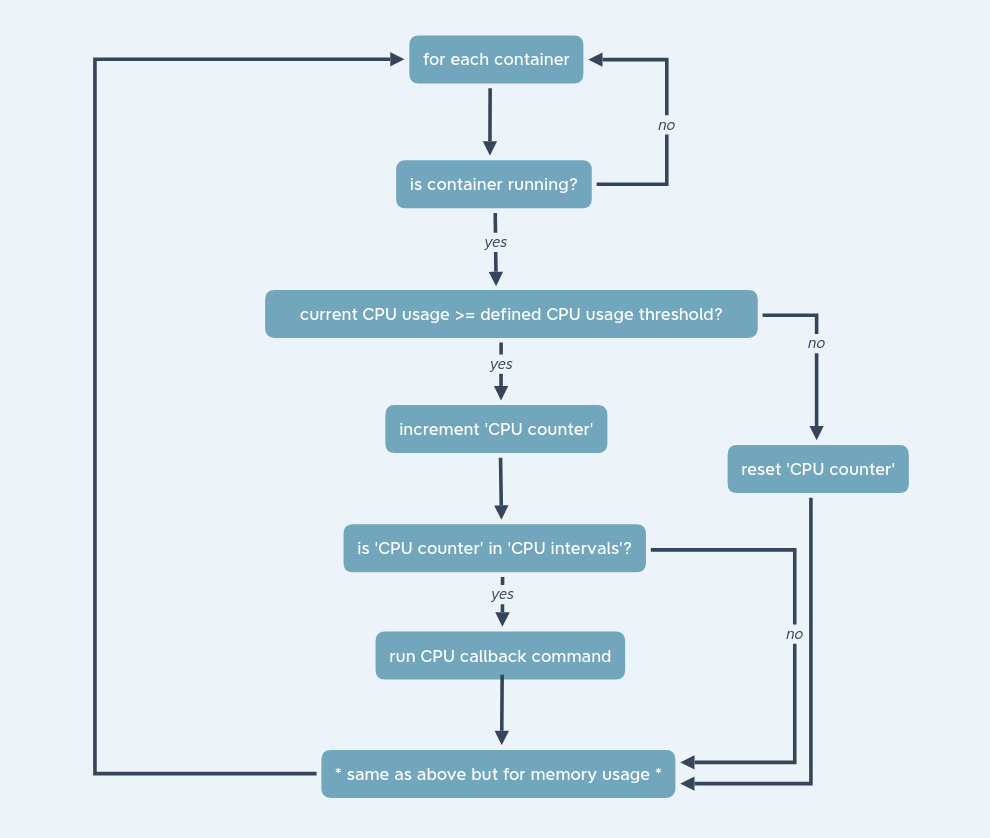 for each container
no
is container running?
yes
current CPU usage >= defined CPU usage threshold?
no
yes
increment 'CPU counter'
reset 'CPU counter'
is 'CPU counter' in 'CPU intervals'?
yes
no
run CPU callback command
* same as above but for memory usage *